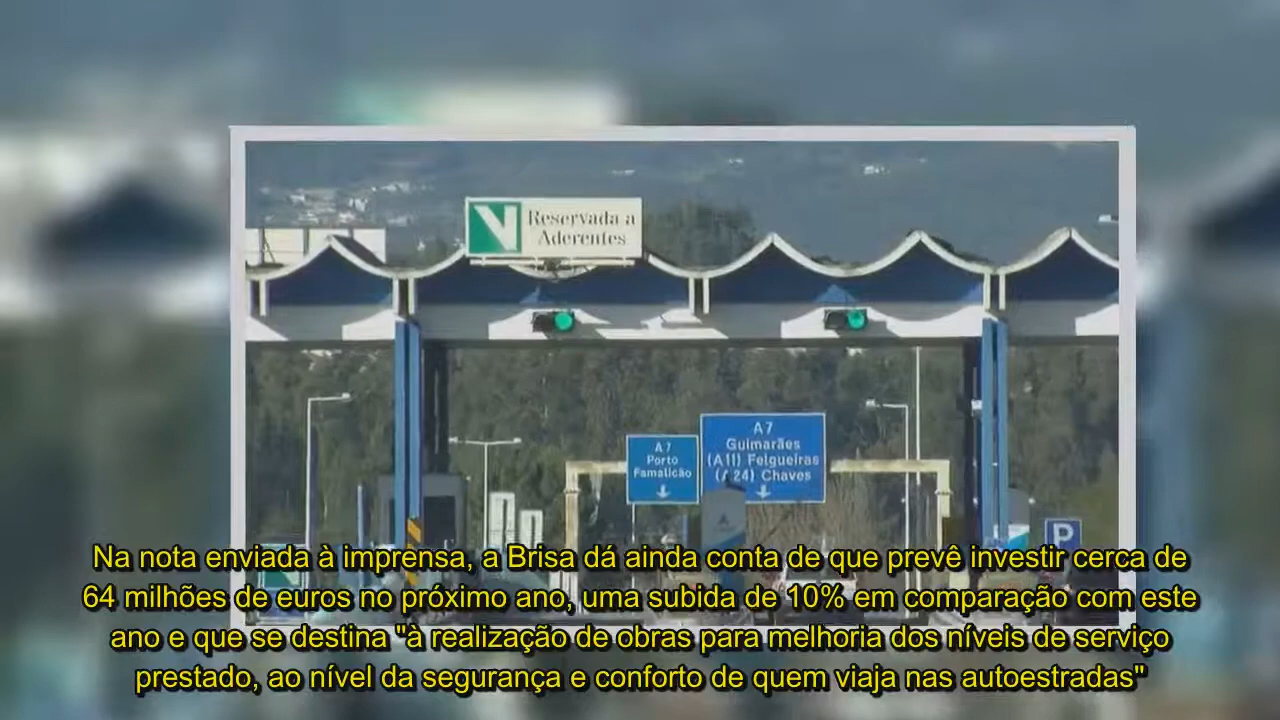 Reservada a
Aderentes
A7
Porto
Famalicão
A7
Guimarães
(A11) Felgueiras
(A24) Chaves
P
Na nota enviada à imprensa, a Brisa dá ainda conta de que prevê investir cerca de
64 milhões de euros no próximo ano, uma subida de 10% em comparação com este
ano e que se destina "à realização de obras para melhoria dos níveis de serviço
prestado, ao nível da segurança e conforto de quem viaja nas autoestradas"